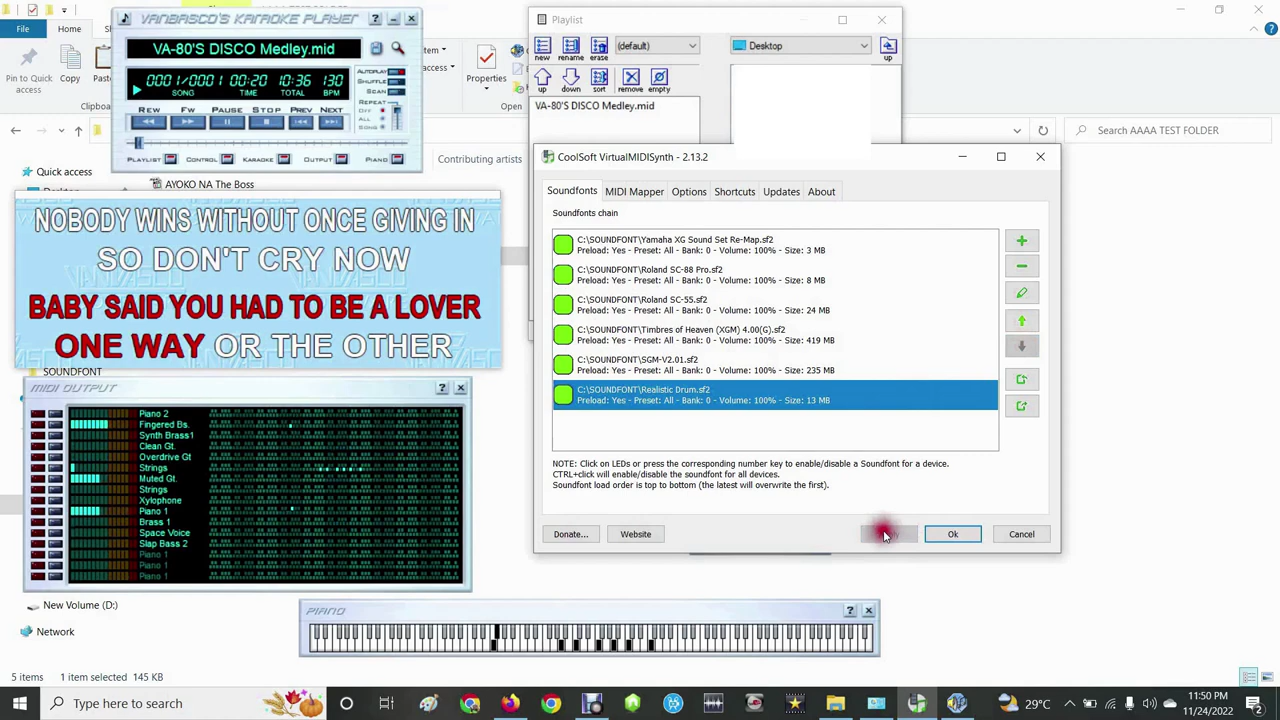 File
Home
Pin to Quick
access
Copy
Clipboard
Properties
Open
Contributing artists
Search AAAA TEST FOLDER
Quick access
AYOKO NA The Boss
VANBASCO'S KARAOKE PLAYER
VA-80'S DISCO Medley.mid
0001/0001 00:20 10:36 130
SONG TIME TOTAL BPM
AUTOPLAY
SHUFFLE
SCAN
REPEAT
OFF
ALL
SONG
REW FW PAUSE STOP PREV NEXT
PLAYLIST CONTROL KARAOKE OUTPUT PIANO
Playlist
new rename erase
(default)
Desktop
up
up down sort remove empty
VA-80'S DISCO Medley.mid
NOBODY WINS WITHOUT ONCE GIVING IN
SO DON'T CRY NOW
BABY SAID YOU HAD TO BE A LOVER
ONE WAY OR THE OTHER
SOUNDFONT
MIDI OUTPUT
Piano 2
Fingered Bs.
Synth Brass1
Clean Gt.
Overdrive Gt
Strings
Muted Gt.
Strings
Xylophone
Piano 1
Brass 1
Space Voice
Slap Bass 2
Piano 1
Piano 1
Piano 1
CoolSoft VirtualMIDISynth - 2.13.2
Soundfonts MIDI Mapper Options Shortcuts Updates About
Soundfonts chain
C:\SOUNDFONT\Yamaha XG Sound Set Re-Map.sf2
Preload: Yes - Preset: All - Bank: 0 - Volume: 100% - Size: 3 MB
C:\SOUNDFONT\Roland SC-88 Pro.sf2
Preload: Yes - Preset: All - Bank: 0 - Volume: 100% - Size: 8 MB
C:\SOUNDFONT\Roland SC-55.sf2
Preload: Yes - Preset: All - Bank: 0 - Volume: 100% - Size: 24 MB
C:\SOUNDFONT\Timbres of Heaven (XGM) 4.00(G).sf2
Preload: Yes - Preset: All - Bank: 0 - Volume: 100% - Size: 419 MB
C:\SOUNDFONT\SGM-V2.01.sf2
Preload: Yes - Preset: All - Bank: 0 - Volume: 100% - Size: 235 MB
C:\SOUNDFONT\Realistic Drum.sf2
Preload: Yes - Preset: All - Bank: 0 - Volume: 100% - Size: 13 MB
NOTE: Click on LEDs or press the corresponding number key to enable/disable a Soundfont for a device.
CTRL+click will enable/disable the soundfont for all devices.
Soundfont load order is top to bottom (the latest will overwrite the first).
Donate... Website Ok Cancel
New Volume (D:)
Network
PIANO
5 items 1 item selected 145 KB
Type here to search
29°C
11:50 PM
11/24/2022
2